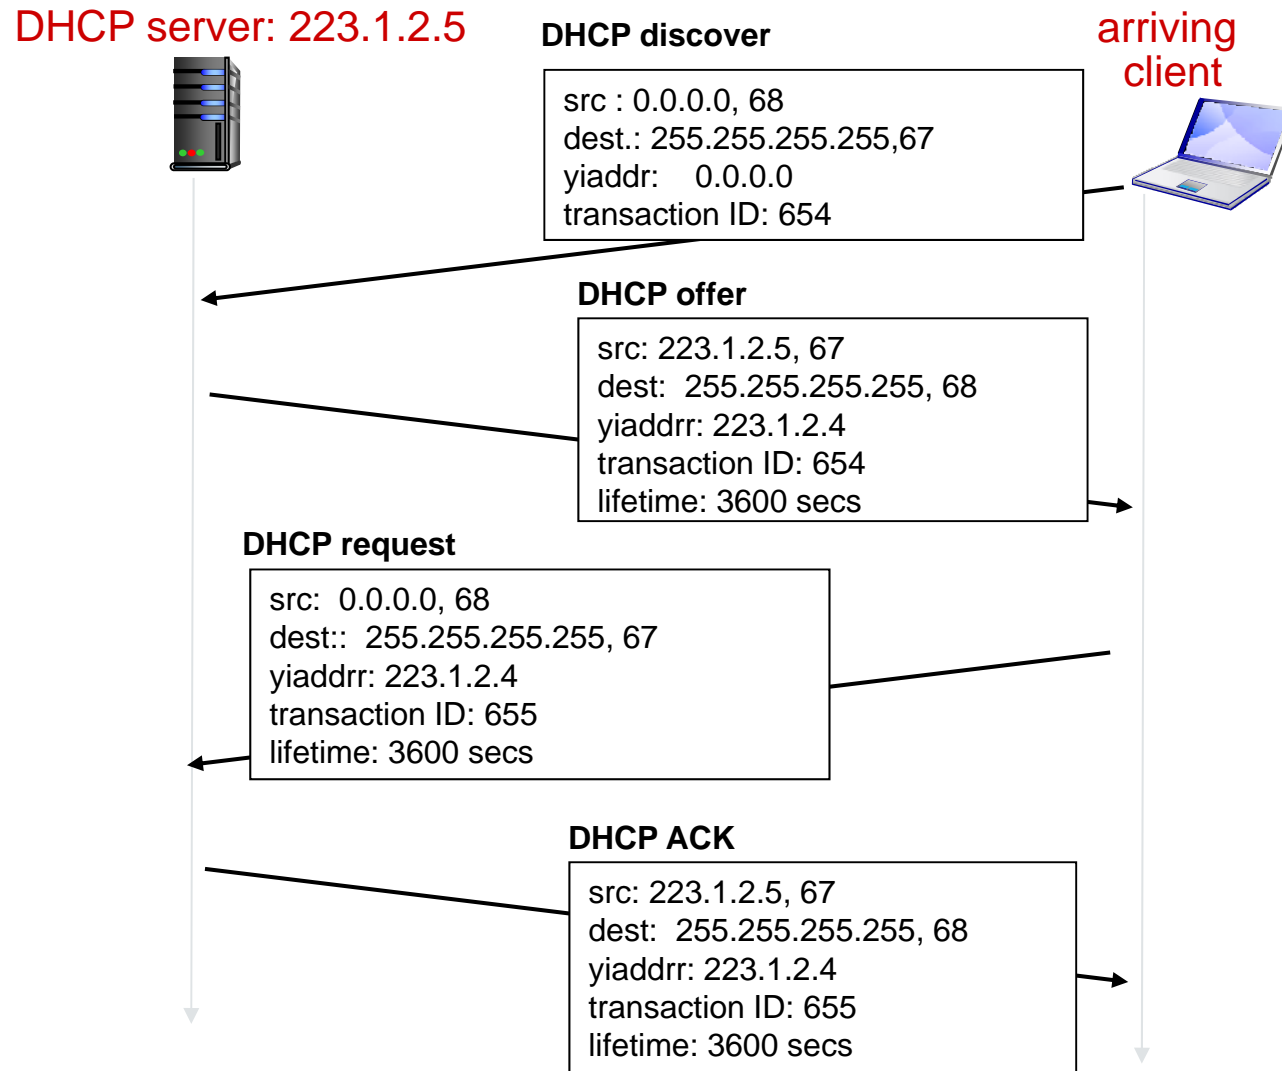 DHCP server: 223.1.2.5
arriving
client
DHCP discover
src : 0.0.0.0, 68
dest.: 255.255.255.255,67
yiaddr: 0.0.0.0
transaction ID: 654
DHCP offer
src: 223.1.2.5, 67
dest: 255.255.255.255, 68
yiaddrr: 223.1.2.4
transaction ID: 654
lifetime: 3600 secs
DHCP request
src: 0.0.0.0, 68
dest:: 255.255.255.255, 67
yiaddrr: 223.1.2.4
transaction ID: 655
lifetime: 3600 secs
DHCP ACK
src: 223.1.2.5, 67
dest: 255.255.255.255, 68
yiaddrr: 223.1.2.4
transaction ID: 655
lifetime: 3600 secs